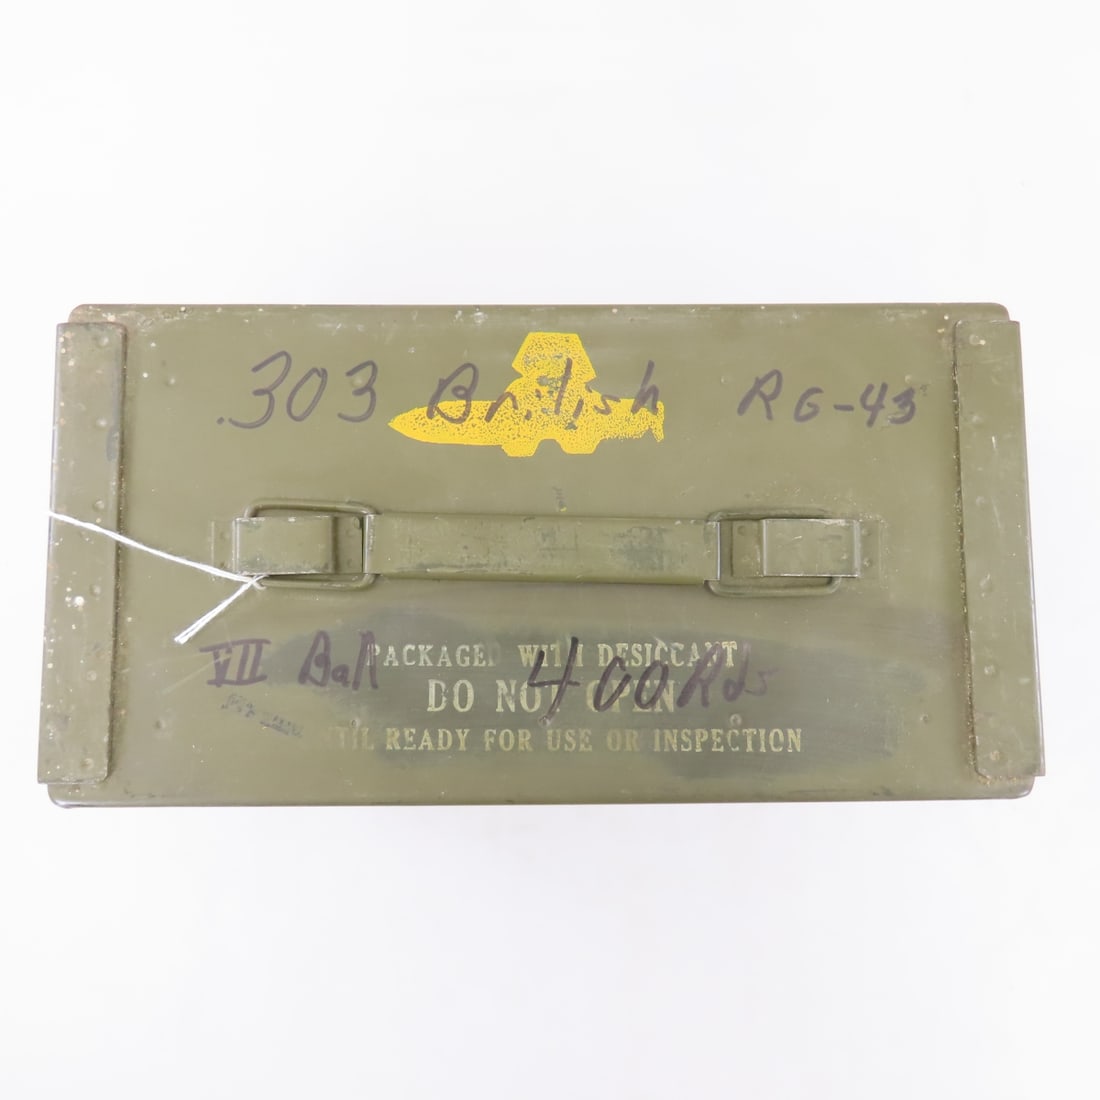 .303 British RG-43
VII Ball 400 Rds
PACKAGED WITH DESICCANT
DO NOT OPEN
UNTIL READY FOR USE OR INSPECTION